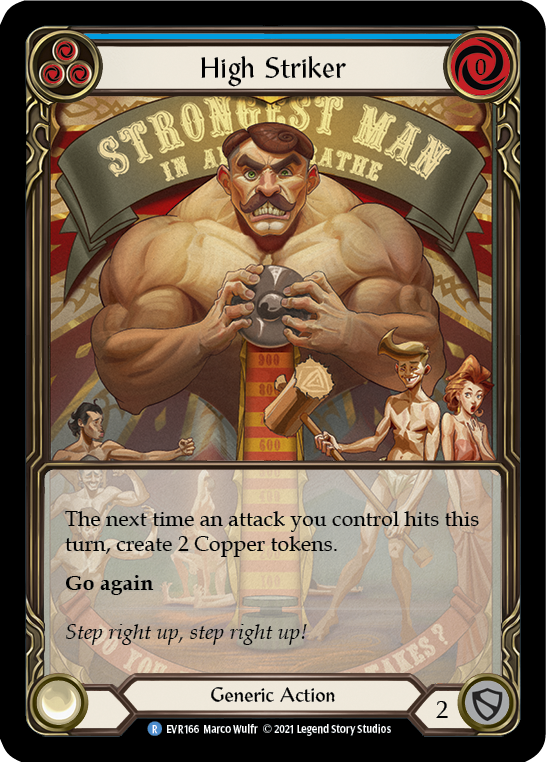 High Striker
0
STRONGEST MAN
IN ALL RATHE
900
800
600
The next time an attack you control hits this
turn, create 2 Copper tokens.
Go again
Step right up, step right up!
Generic Action
2
R EVR166 Marco Wulfr © 2021 Legend Story Studios